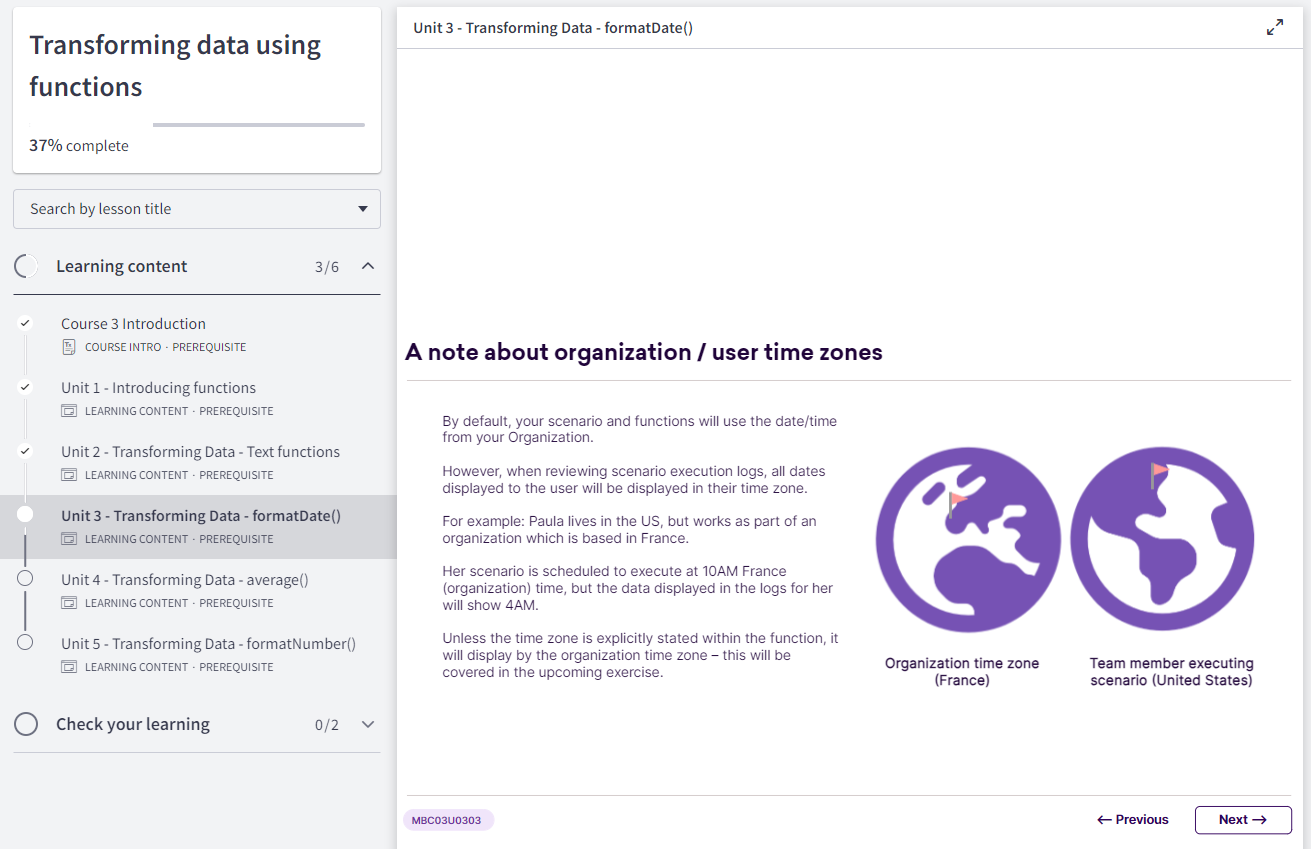 Transforming data using
functions
37% complete
Search by lesson title
Learning content 3/6
Course 3 Introduction
COURSE INTRO · PREREQUISITE
Unit 1 - Introducing functions
LEARNING CONTENT · PREREQUISITE
Unit 2 - Transforming Data - Text functions
LEARNING CONTENT · PREREQUISITE
Unit 3 - Transforming Data - formatDate()
LEARNING CONTENT · PREREQUISITE
Unit 4 - Transforming Data - average()
LEARNING CONTENT · PREREQUISITE
Unit 5 - Transforming Data - formatNumber()
LEARNING CONTENT · PREREQUISITE
Check your learning 0/2
Unit 3 - Transforming Data - formatDate()
A note about organization / user time zones
By default, your scenario and functions will use the date/time
from your Organization.
However, when reviewing scenario execution logs, all dates
displayed to the user will be displayed in their time zone.
For example: Paula lives in the US, but works as part of an
organization which is based in France.
Her scenario is scheduled to execute at 10AM France
(organization) time, but the data displayed in the logs for her
will show 4AM.
Unless the time zone is explicitly stated within the function, it
will display by the organization time zone – this will be
covered in the upcoming exercise.
Organization time zone
(France)
Team member executing
scenario (United States)
MBC03U0303
← Previous
Next →